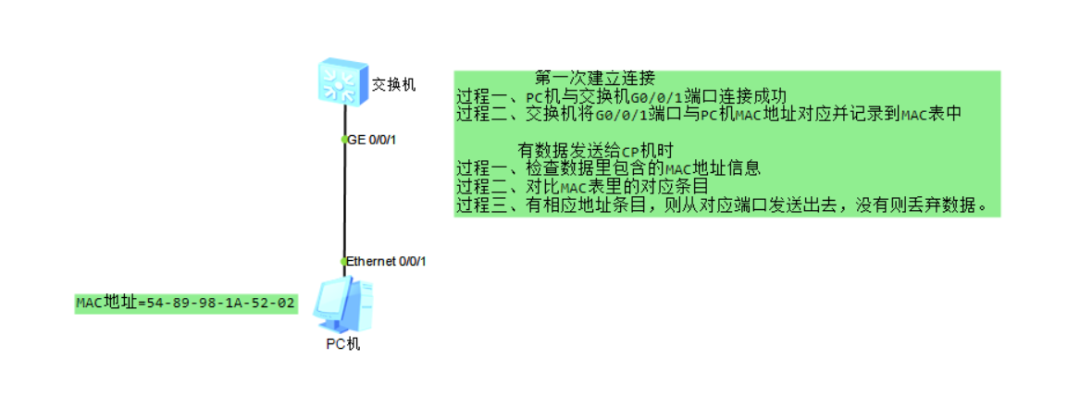 交换机
GE 0/0/1
第一次建立连接
过程一、PC机与交换机G0/0/1端口连接成功
过程二、交换机将G0/0/1端口与PC机MAC地址对应并记录到MAC表中
有数据发送给CP机时
过程一、检查数据里包含的MAC地址信息
过程二、对比MAC表里的对应条目
过程三、有相应地址条目，则从对应端口发送出去，没有则丢弃数据。
Ethernet 0/0/1
MAC地址=54-89-98-1A-52-02
PC机